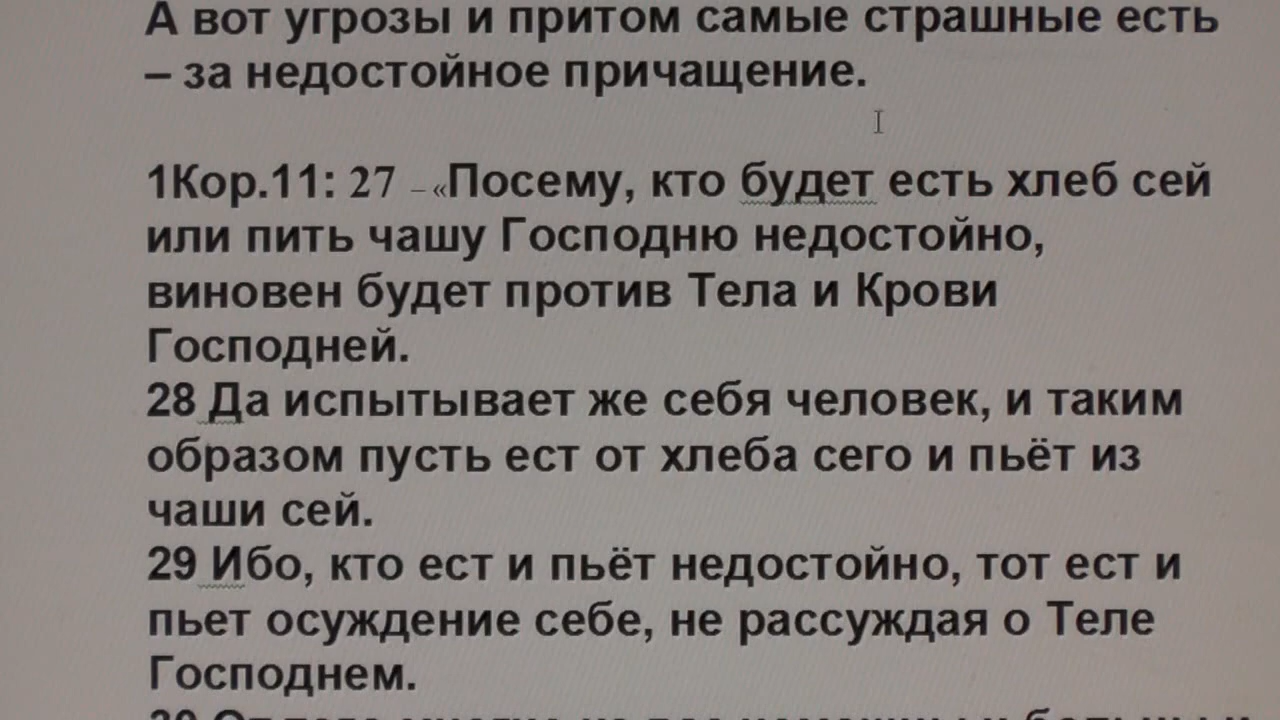 А вот угрозы и притом самые страшные есть
– за недостойное причащение.
1Кор.11: 27 – «Посему, кто будет есть хлеб сей
или пить чашу Господню недостойно,
виновен будет против Тела и Крови
Господней.
28 Да испытывает же себя человек, и таким
образом пусть ест от хлеба сего и пьёт из
чаши сей.
29 Ибо, кто ест и пьёт недостойно, тот ест и
пьет осуждение себе, не рассуждая о Теле
Господнем.
30 От того